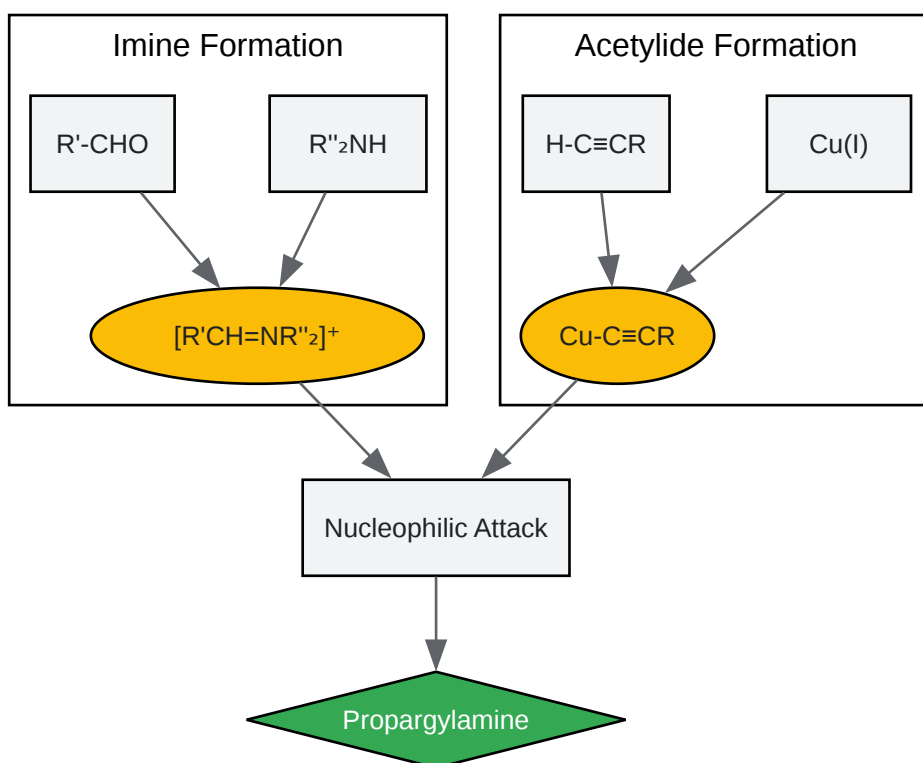 Imine Formation
Acetylide Formation
R'-CHO
R''₂NH
H-C≡CR
Cu(I)
[R'CH=NR''₂]⁺
Cu-C≡CR
Nucleophilic Attack
Propargylamine